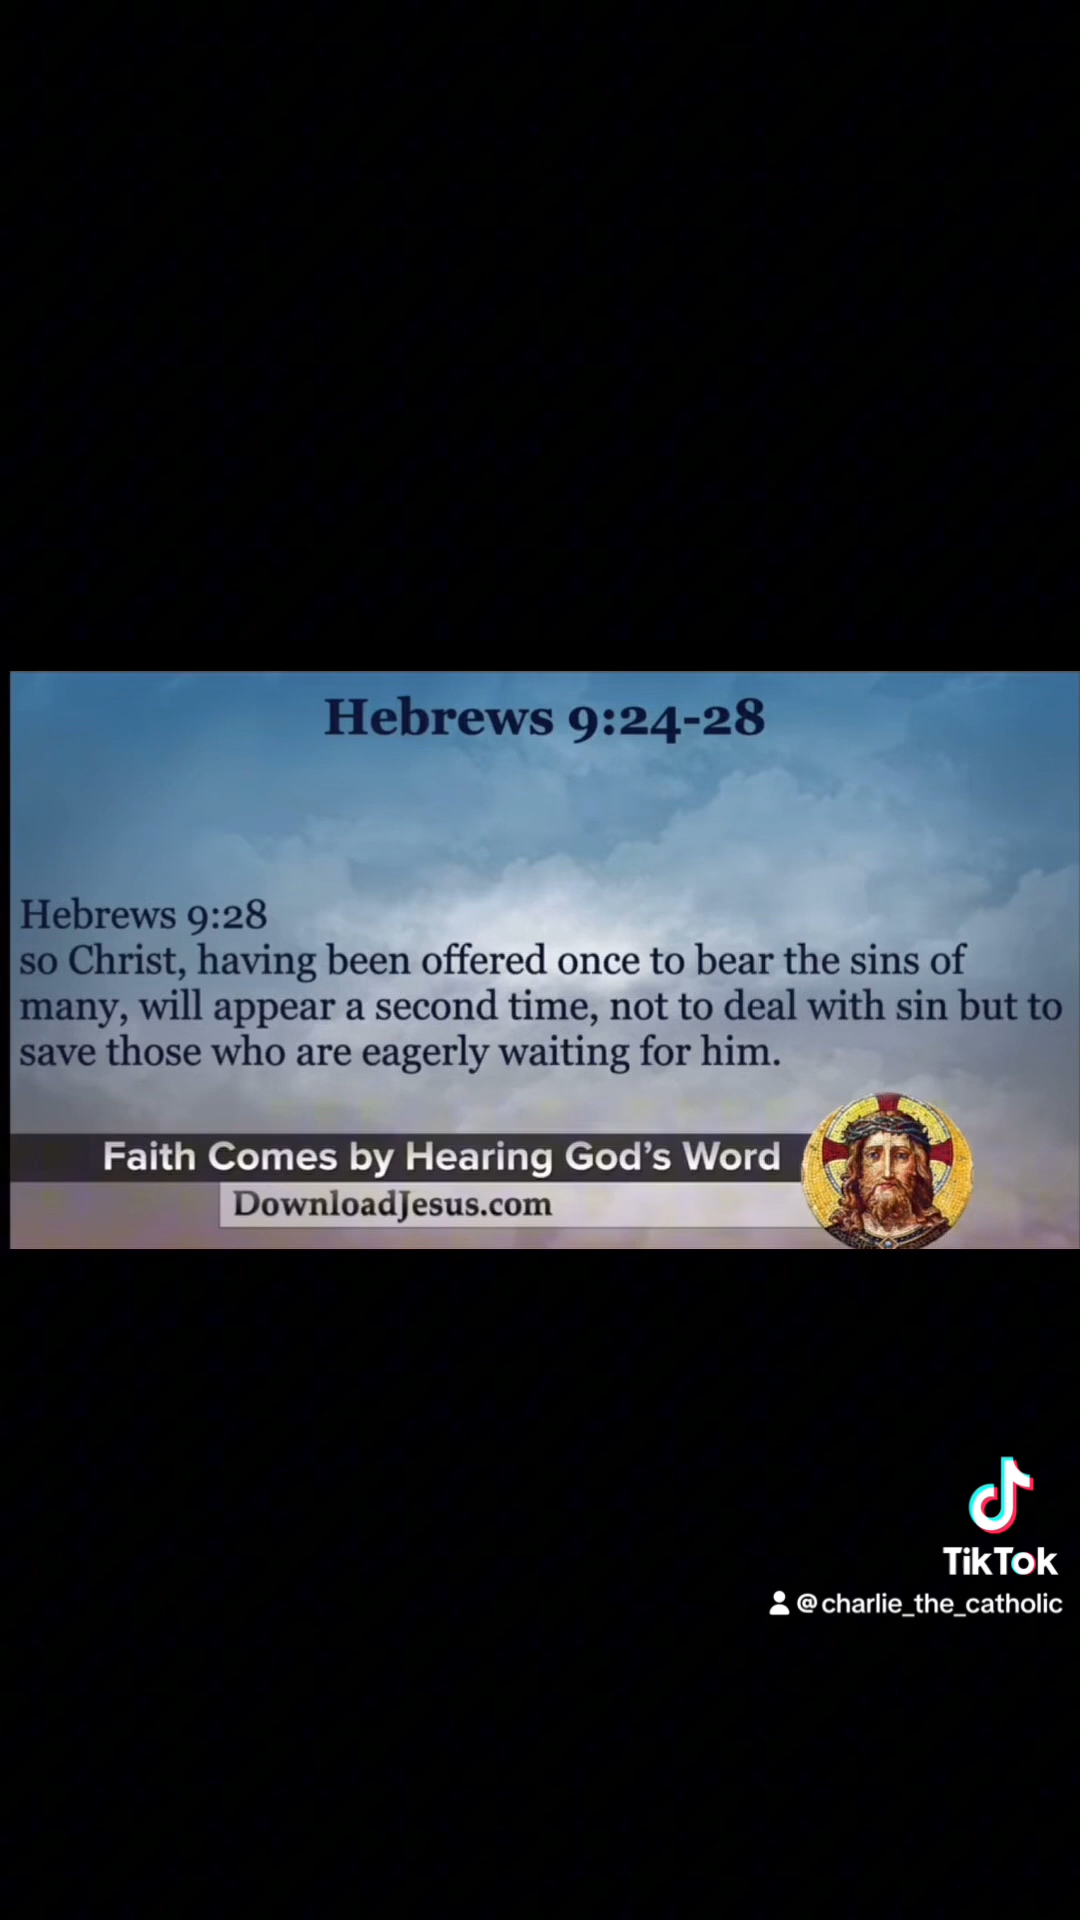 Hebrews 9:24-28
Hebrews 9:28
so Christ, having been offered once to bear the sins of
many, will appear a second time, not to deal with sin but to
save those who are eagerly waiting for him.
Faith Comes by Hearing God's Word
DownloadJesus.com
TikTok
@charlie_the_catholic